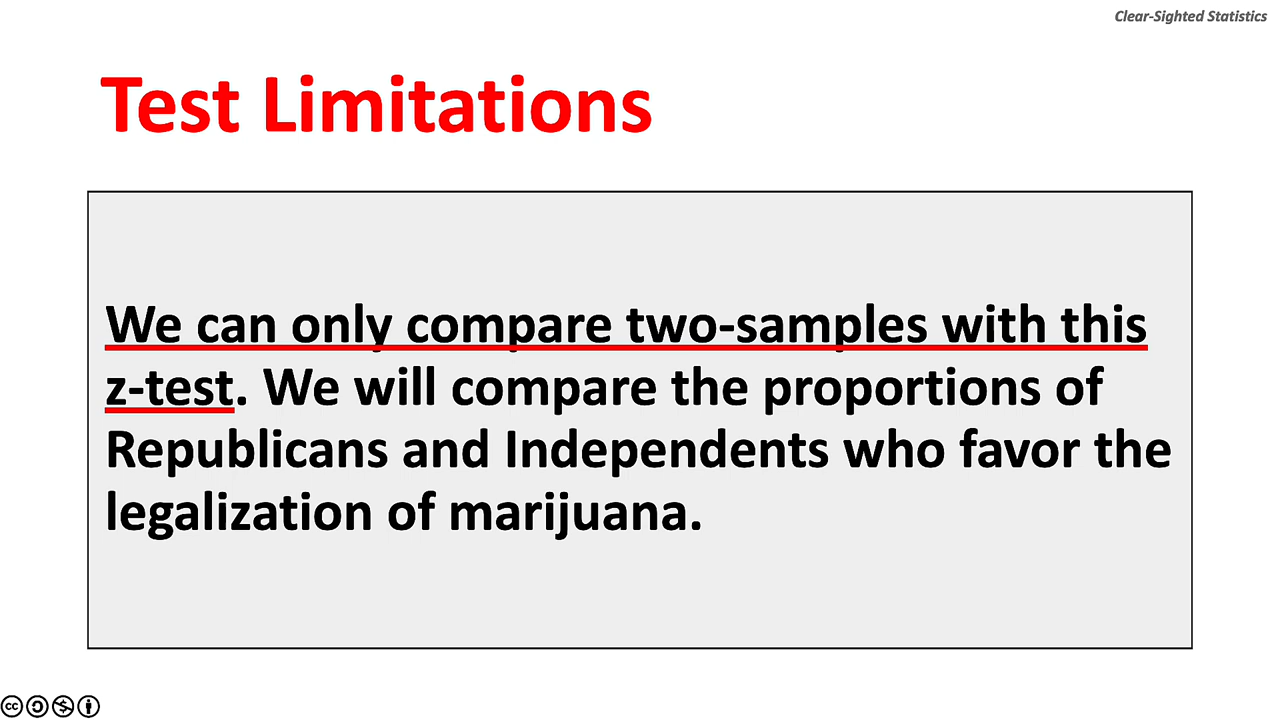 Clear-Sighted Statistics
Test Limitations
We can only compare two-samples with this
z-test. We will compare the proportions of
Republicans and Independents who favor the
legalization of marijuana.
cc